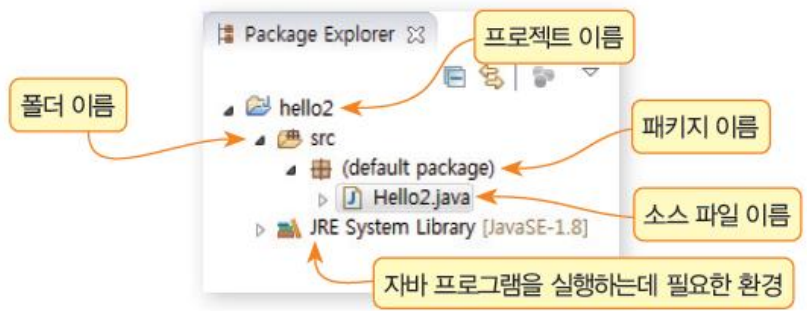 Package Explorer
프로젝트 이름
폴더 이름
hello2
src
패키지 이름
(default package)
Hello2.java
소스 파일 이름
JRE System Library [JavaSE-1.8]
자바 프로그램을 실행하는데 필요한 환경